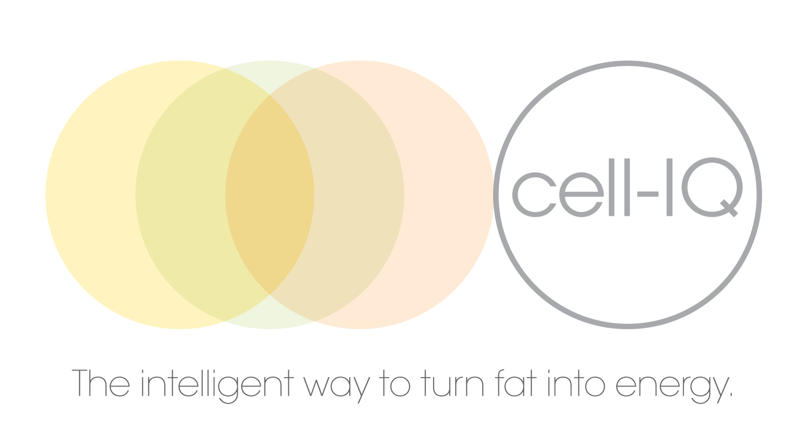 cell-IQ
The intelligent way to turn fat into energy.